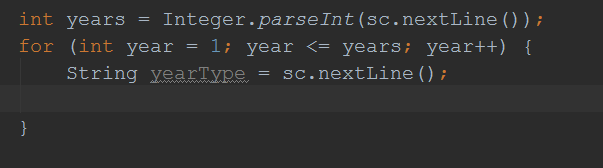 int years = Integer.parseInt(sc.nextLine());
for (int year = 1; year <= years; year++) {
    String yearType = sc.nextLine();
}